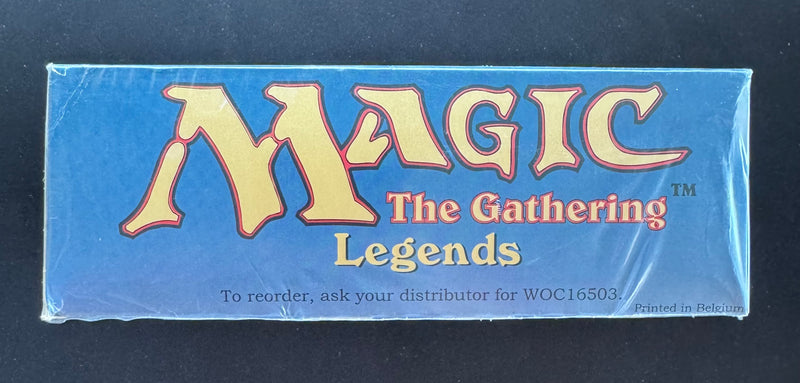 MAGIC
The Gathering™
Legends
To reorder, ask your distributor for WOC16503.
Printed in Belgium